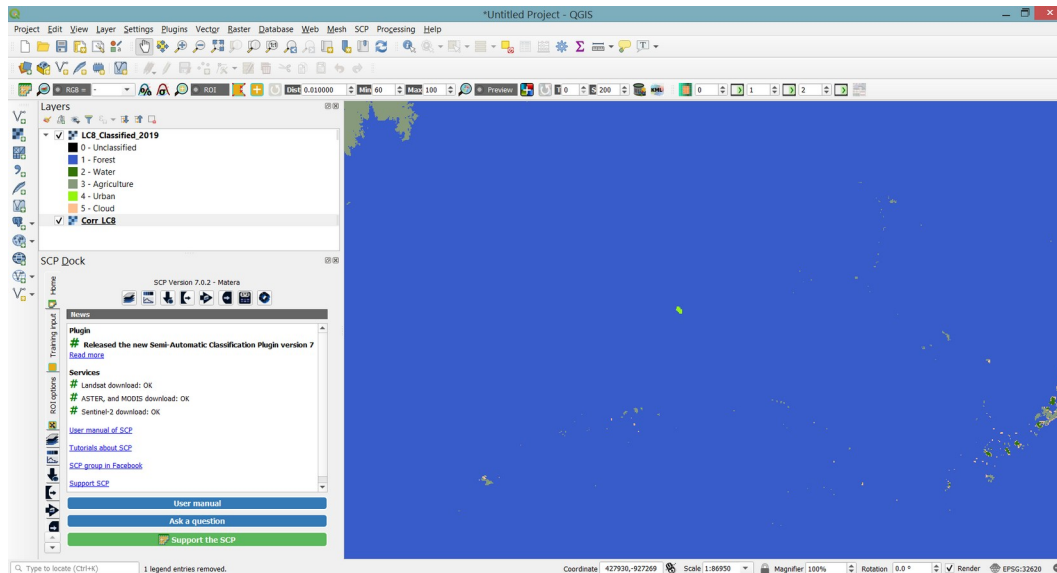 *Untitled Project - QGIS
Project Edit View Layer Settings Plugins Vector Raster Database Web Mesh SCP Processing Help
RGB = - ROI Dist 0.010000 Min 60 Max 100 Preview T 0 S 200 KML 0 1 2
Layers
LC8_Classified_2019
0 - Unclassified
1 - Forest
2 - Water
3 - Agriculture
4 - Urban
5 - Cloud
Corr_LC8
SCP Dock
SCP Version 7.0.2 - Matera
Home
Training input
ROI options
News
Plugin
# Released the new Semi-Automatic Classification Plugin version 7
Read more
Services
# Landsat download: OK
# ASTER, and MODIS download: OK
# Sentinel-2 download: OK
User manual of SCP
Tutorials about SCP
SCP group in Facebook
Support SCP
User manual
Ask a question
Support the SCP
Type to locate (Ctrl+K) 1 legend entries removed. Coordinate 427930,-927269 Scale 1:86950 Magnifier 100% Rotation 0.0 ° Render EPSG:32620